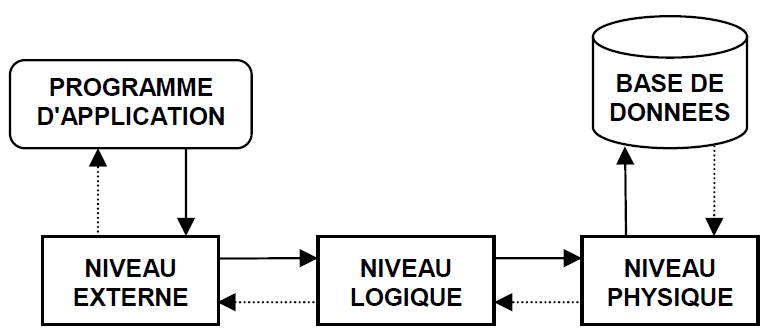 PROGRAMME
D'APPLICATION
BASE DE
DONNEES
NIVEAU
EXTERNE
NIVEAU
LOGIQUE
NIVEAU
PHYSIQUE